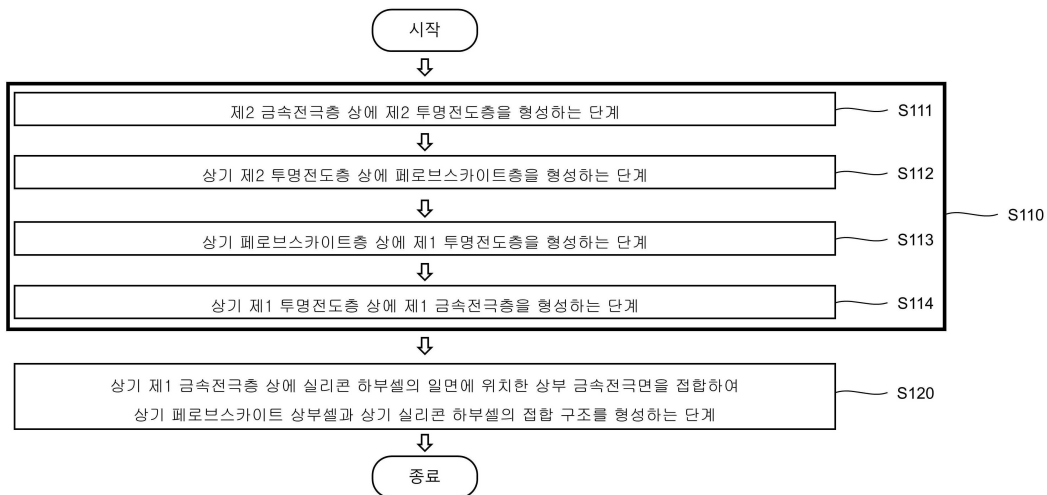 시작
제2 금속전극층 상에 제2 투명전도층을 형성하는 단계
S111
상기 제2 투명전도층 상에 페로브스카이트층을 형성하는 단계
S112
S110
상기 페로브스카이트층 상에 제1 투명전도층을 형성하는 단계
S113
상기 제1 투명전도층 상에 제1 금속전극층을 형성하는 단계
S114
상기 제1 금속전극층 상에 실리콘 하부셀의 일면에 위치한 상부 금속전극면을 접합하여
상기 페로브스카이트 상부셀과 상기 실리콘 하부셀의 접합 구조를 형성하는 단계
S120
종료